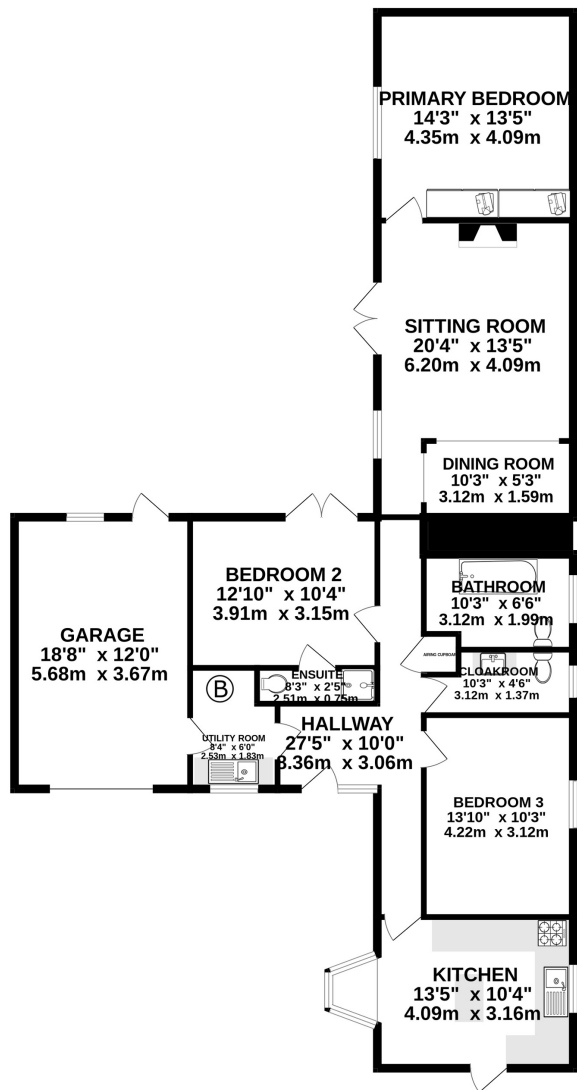 PRIMARY BEDROOM
14'3" x 13'5"
4.35m x 4.09m
SITTING ROOM
20'4" x 13'5"
6.20m x 4.09m
DINING ROOM
10'3" x 5'3"
3.12m x 1.59m
BEDROOM 2
12'10" x 10'4"
3.91m x 3.15m
BATHROOM
10'3" x 6'6"
3.12m x 1.99m
GARAGE
18'8" x 12'0"
5.68m x 3.67m
AIRING CUPBOARD
ENSUITE
8'3" x 2'5"
2.51m x 0.75m
CLOAKROOM
10'3" x 4'6"
3.12m x 1.37m
B
UTILITY ROOM
8'4" x 6'0"
2.53m x 1.83m
HALLWAY
27'5" x 10'0"
8.36m x 3.06m
BEDROOM 3
13'10" x 10'3"
4.22m x 3.12m
KITCHEN
13'5" x 10'4"
4.09m x 3.16m